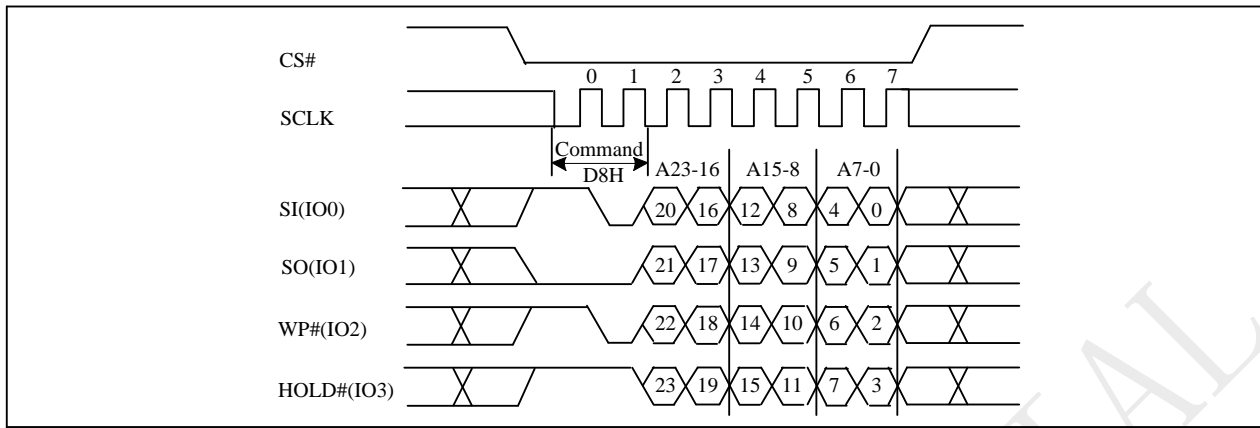 CS#
0 1 2 3 4 5 6 7
SCLK
Command
D8H
A23-16 A15-8 A7-0
SI(IO0) 20 16 12 8 4 0
SO(IO1) 21 17 13 9 5 1
WP#(IO2) 22 18 14 10 6 2
HOLD#(IO3) 23 19 15 11 7 3